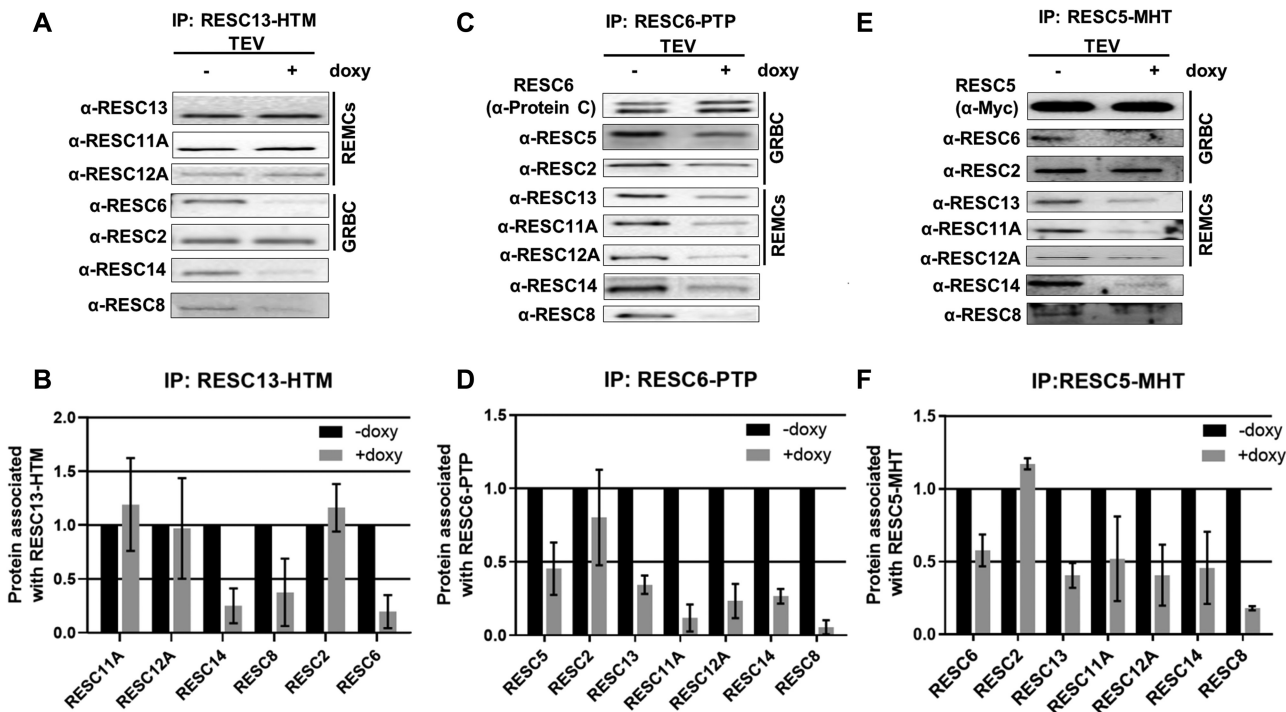 A
IP: RESC13-HTM
TEV
- + doxy
α-RESC13
α-RESC11A
α-RESC12A
REMCs
α-RESC6
α-RESC2
GRBC
α-RESC14
α-RESC8
C
IP: RESC6-PTP
TEV
- + doxy
RESC6
(α-Protein C)
α-RESC5
α-RESC2
GRBC
α-RESC13
α-RESC11A
α-RESC12A
REMCs
α-RESC14
α-RESC8
E
IP: RESC5-MHT
TEV
- + doxy
RESC5
(α-Myc)
α-RESC6
α-RESC2
GRBC
α-RESC13
α-RESC11A
α-RESC12A
REMCs
α-RESC14
α-RESC8
B
IP: RESC13-HTM
Protein associated
with RESC13-HTM
2.0
1.5
1.0
0.5
0.0
-doxy
+doxy
RESC11A
RESC12A
RESC14
RESC8
RESC2
RESC6
D
IP: RESC6-PTP
Protein associated
with RESC6-PTP
1.5
1.0
0.5
0.0
-doxy
+doxy
RESC5
RESC2
RESC13
RESC11A
RESC12A
RESC14
RESC8
F
IP:RESC5-MHT
Protein associated
with RESC5-MHT
1.5
1.0
0.5
0.0
-doxy
+doxy
RESC6
RESC2
RESC13
RESC11A
RESC12A
RESC14
RESC8